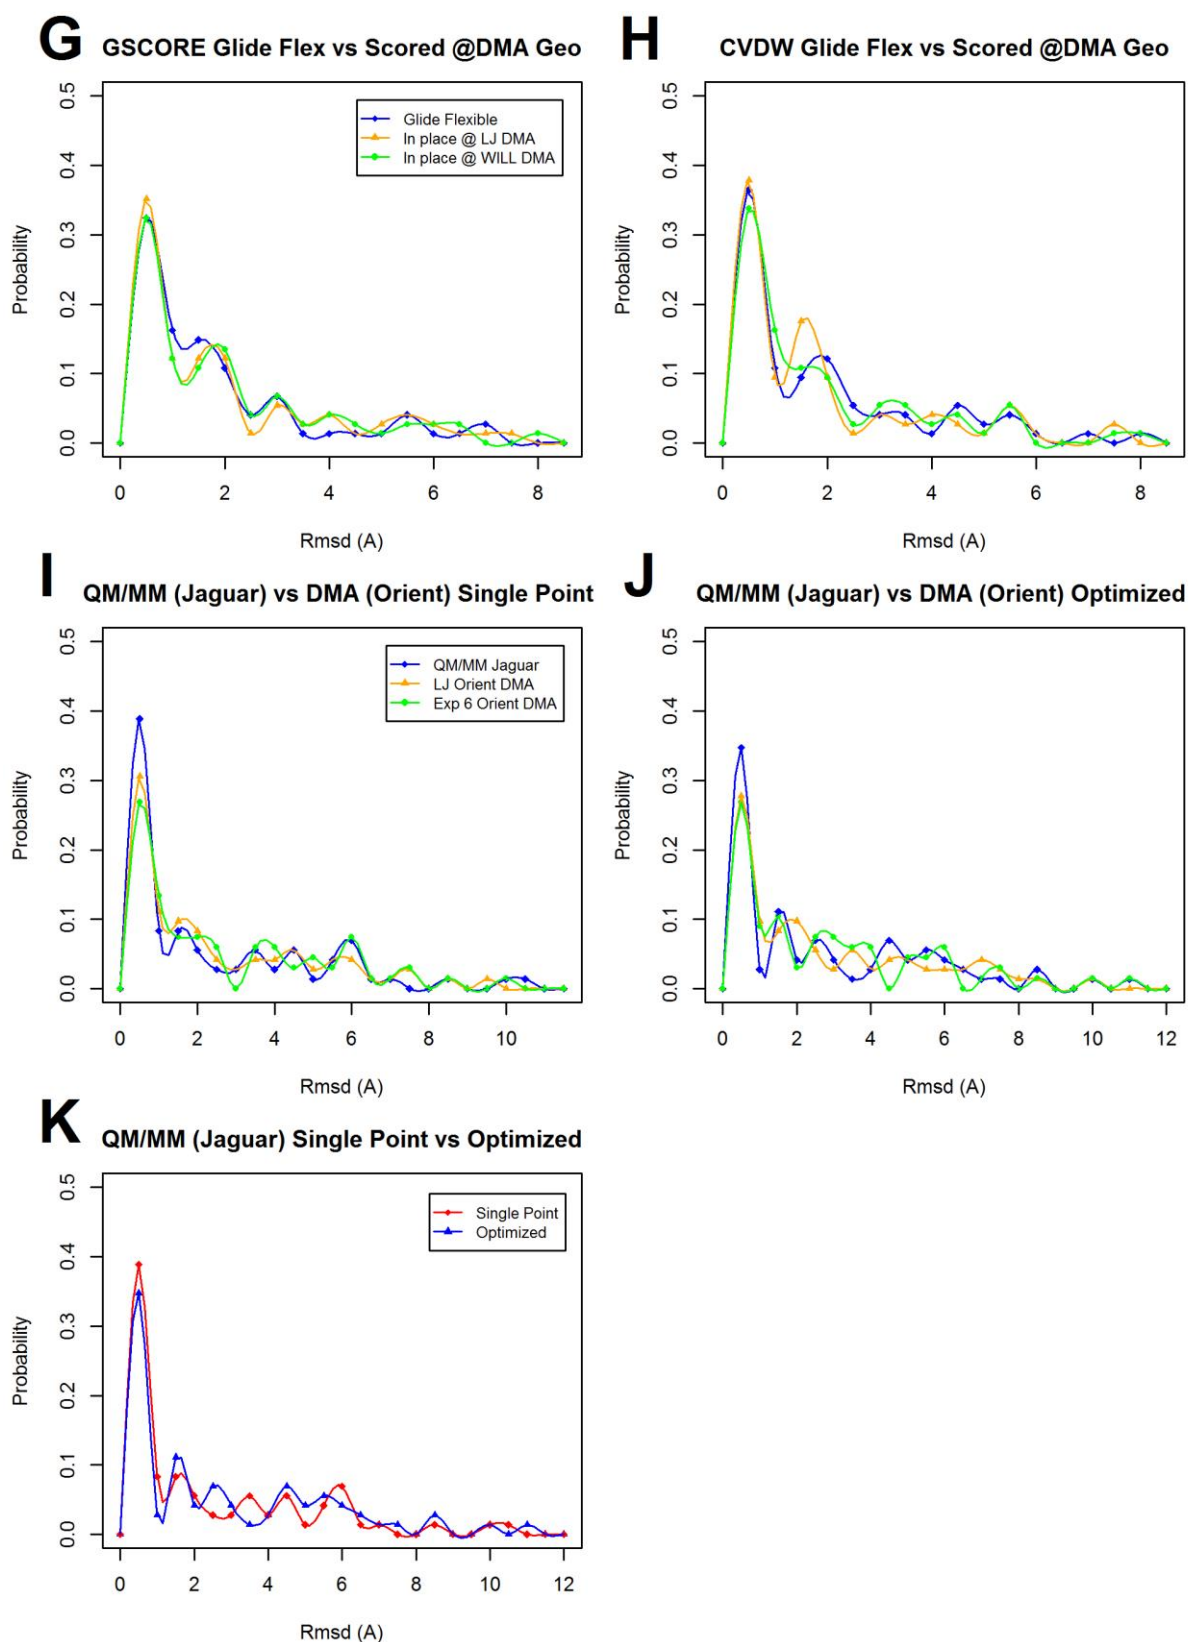 G GSCORE Glide Flex vs Scored @DMA Geo
Probability
0.0 0.1 0.2 0.3 0.4 0.5
Glide Flexible
In place @ LJ DMA
In place @ WILL DMA
0 2 4 6 8
Rmsd (A)
H CVDW Glide Flex vs Scored @DMA Geo
Probability
0.0 0.1 0.2 0.3 0.4 0.5
0 2 4 6 8
Rmsd (A)
I QM/MM (Jaguar) vs DMA (Orient) Single Point
Probability
0.0 0.1 0.2 0.3 0.4 0.5
QM/MM Jaguar
LJ Orient DMA
Exp 6 Orient DMA
0 2 4 6 8 10
Rmsd (A)
J QM/MM (Jaguar) vs DMA (Orient) Optimized
Probability
0.0 0.1 0.2 0.3 0.4 0.5
0 2 4 6 8 10 12
Rmsd (A)
K QM/MM (Jaguar) Single Point vs Optimized
Probability
0.0 0.1 0.2 0.3 0.4 0.5
Single Point
Optimized
0 2 4 6 8 10 12
Rmsd (A)